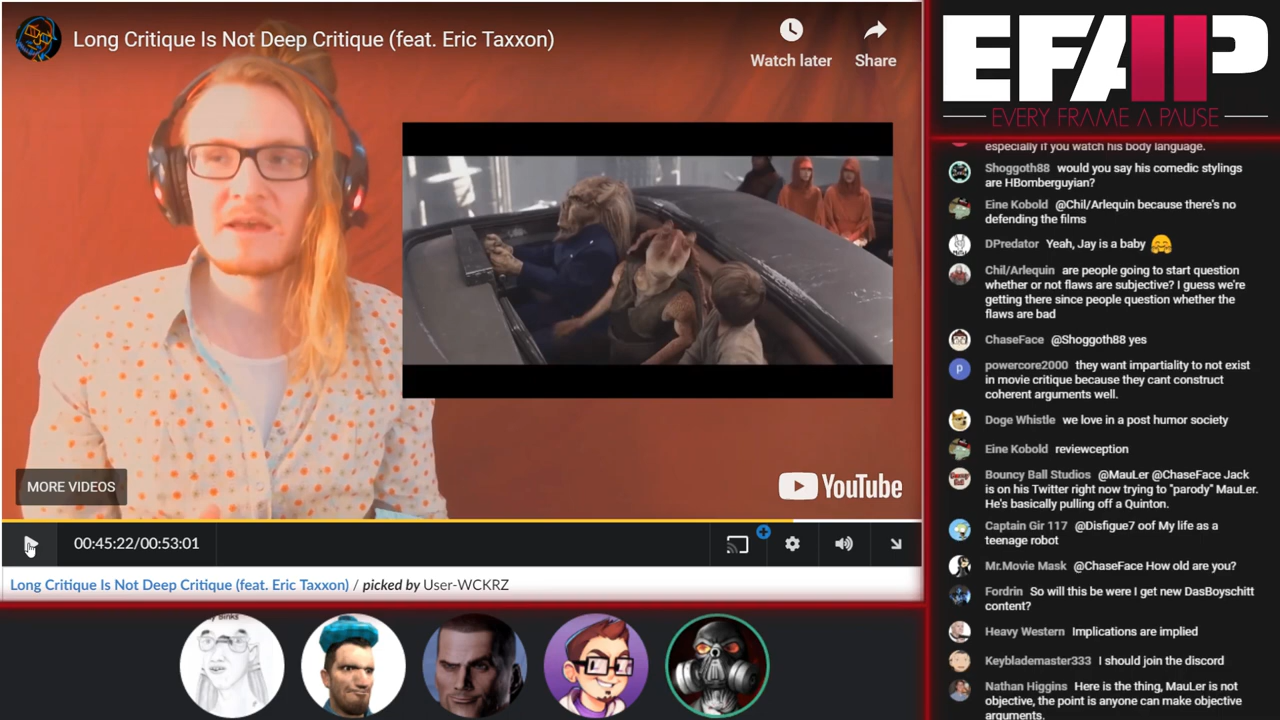 Long Critique Is Not Deep Critique (feat. Eric Taxxon)
Watch later
Share
MORE VIDEOS
YouTube
00:45:22/00:53:01
Long Critique Is Not Deep Critique (feat. Eric Taxxon) / picked by User-WCKRZ
EFAP
EVERY FRAME A PAUSE
especially if you watch his body language.
Shoggoth88 would you say his comedic stylings
are HBomberguyian?
Eine Kobold @Chil/Arlequin because there's no
defending the films
DPredator Yeah, Jay is a baby 🤗
Chil/Arlequin are people going to start question
whether or not flaws are subjective? I guess we're
getting there since people question whether the
flaws are bad
ChaseFace @Shoggoth88 yes
P
powercore2000 they want impartiality to not exist
in movie critique because they cant construct
coherent arguments well.
Doge Whistle we love in a post humor society
Eine Kobold reviewception
Bouncy Ball Studios @MauLer @ChaseFace Jack
is on his Twitter right now trying to "parody" MauLer.
He's basically pulling off a Quinton.
Captain Gir 117 @Disfigue7 oof My life as a
teenage robot
Mr.Movie Mask @ChaseFace How old are you?
Fordrin So will this be were I get new DasBoyschitt
content?
Heavy Western Implications are implied
Keyblademaster333 I should join the discord
Nathan Higgins Here is the thing, MauLer is not
objective, the point is anyone can make objective
arguments.